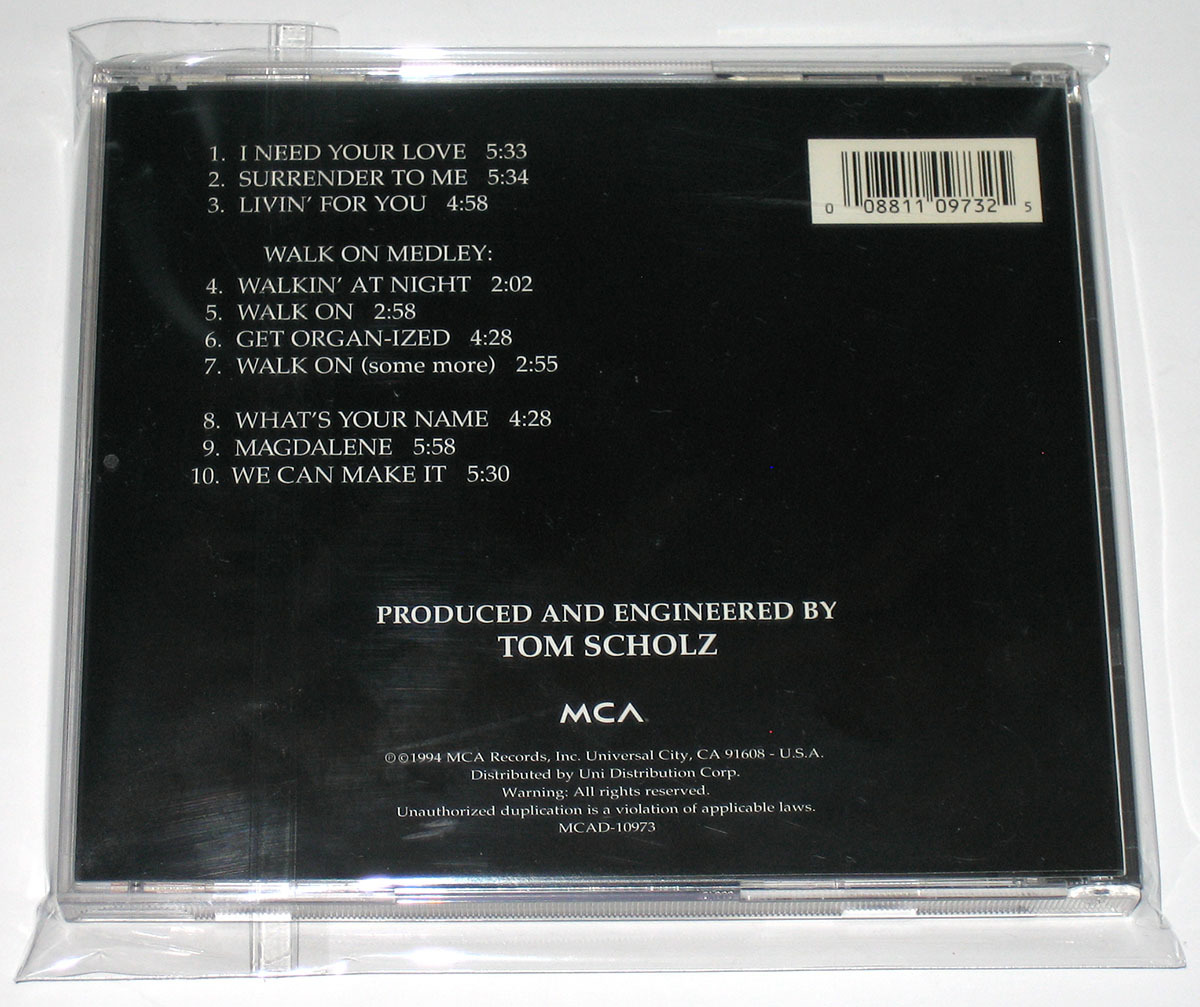 1. I NEED YOUR LOVE 5:33
2. SURRENDER TO ME 5:34
3. LIVIN' FOR YOU 4:58
WALK ON MEDLEY:
4. WALKIN' AT NIGHT 2:02
5. WALK ON 2:58
6. GET ORGAN-IZED 4:28
7. WALK ON (some more) 2:55
8. WHAT'S YOUR NAME 4:28
9. MAGDALENE 5:58
10. WE CAN MAKE IT 5:30
0 08811 09732 5
PRODUCED AND ENGINEERED BY
TOM SCHOLZ
MCA
℗©1994 MCA Records, Inc. Universal City, CA 91608 - U.S.A.
Distributed by Uni Distribution Corp.
Warning: All rights reserved.
Unauthorized duplication is a violation of applicable laws.
MCAD-10973